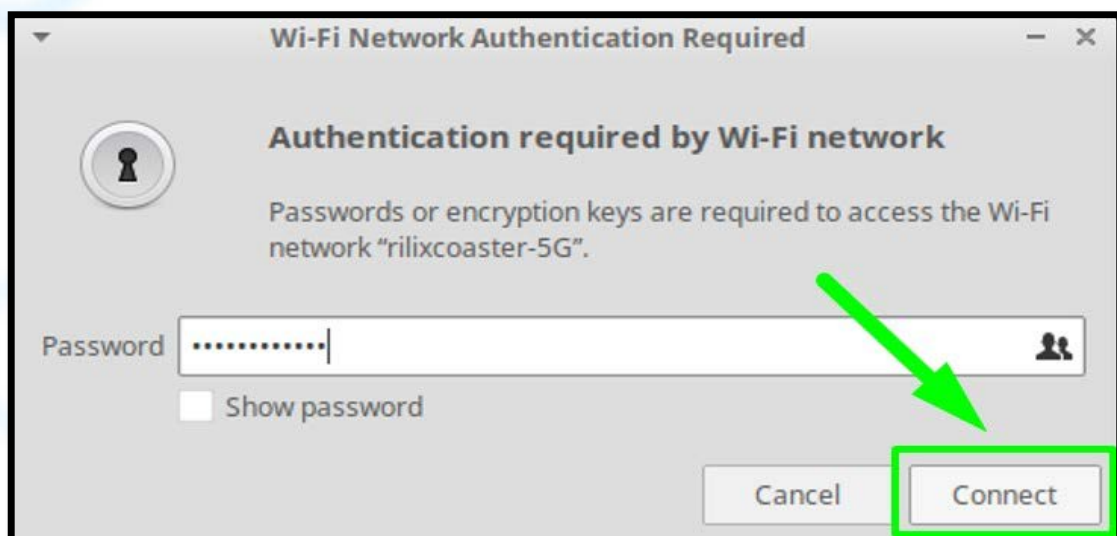 Wi-Fi Network Authentication Required
Authentication required by Wi-Fi network
Passwords or encryption keys are required to access the Wi-Fi
network “rilixcoaster-5G”.
Password ••••••••••••
Show password
Cancel Connect